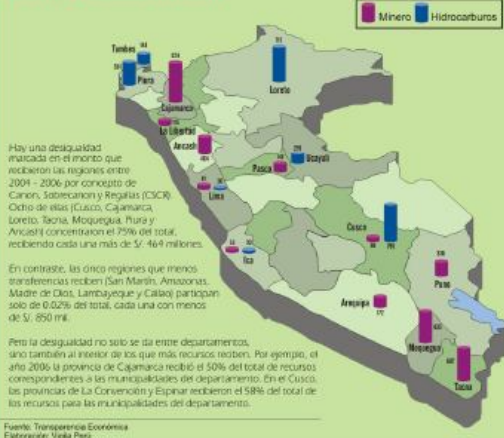 Minero Hidrocarburos
Tumbes
Piura
Cajamarca
Loreto
La Libertad
Ancash
Pasco
Ucayali
Lima
Cusco
Ica
Puno
Arequipa
Moquegua
Tacna
Hay una desigualdad
marcada en el monto que
recibieron las regiones entre
2004 - 2006 por concepto de
Canon, Sobrecanon y Regalías (CSCR).
Ocho de ellas (Cusco, Cajamarca,
Loreto, Tacna, Moquegua, Piura y
Ancash) concentraron el 75% del total,
recibiendo cada una más de S/. 464 millones.
En contraste, las cinco regiones que menos
transferencias reciben (San Martín, Amazonas,
Madre de Dios, Lambayeque y Callao) participan
solo de 0.02% del total, cada una con menos
de S/. 850 mil.
Pero la desigualdad no solo se da entre departamentos,
sino también al interior de los que más recursos reciben. Por ejemplo, el
año 2006 la provincia de Cajamarca recibió el 50% del total de recursos
correspondientes a las municipalidades del departamento. En el Cusco,
las provincias de La Convención y Espinar recibieron el 58% del total de
los recursos para las municipalidades del departamento.
Fuente: Transparencia Económica
Elaboración: Vigila Perú